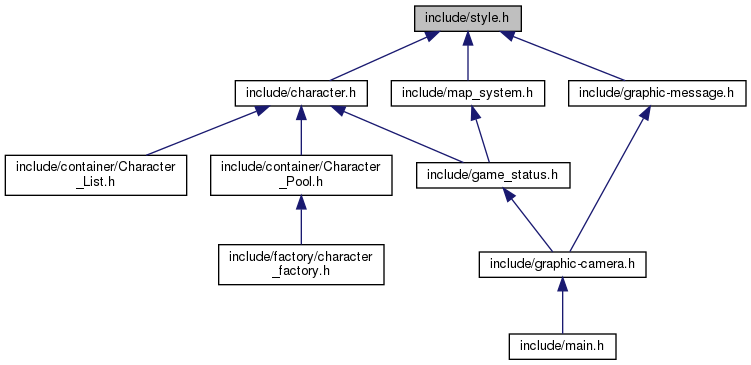 include/style.h
include/character.h
include/map_system.h
include/graphic-message.h
include/container/Character
_List.h
include/container/Character
_Pool.h
include/game_status.h
include/factory/character
_factory.h
include/graphic-camera.h
include/main.h